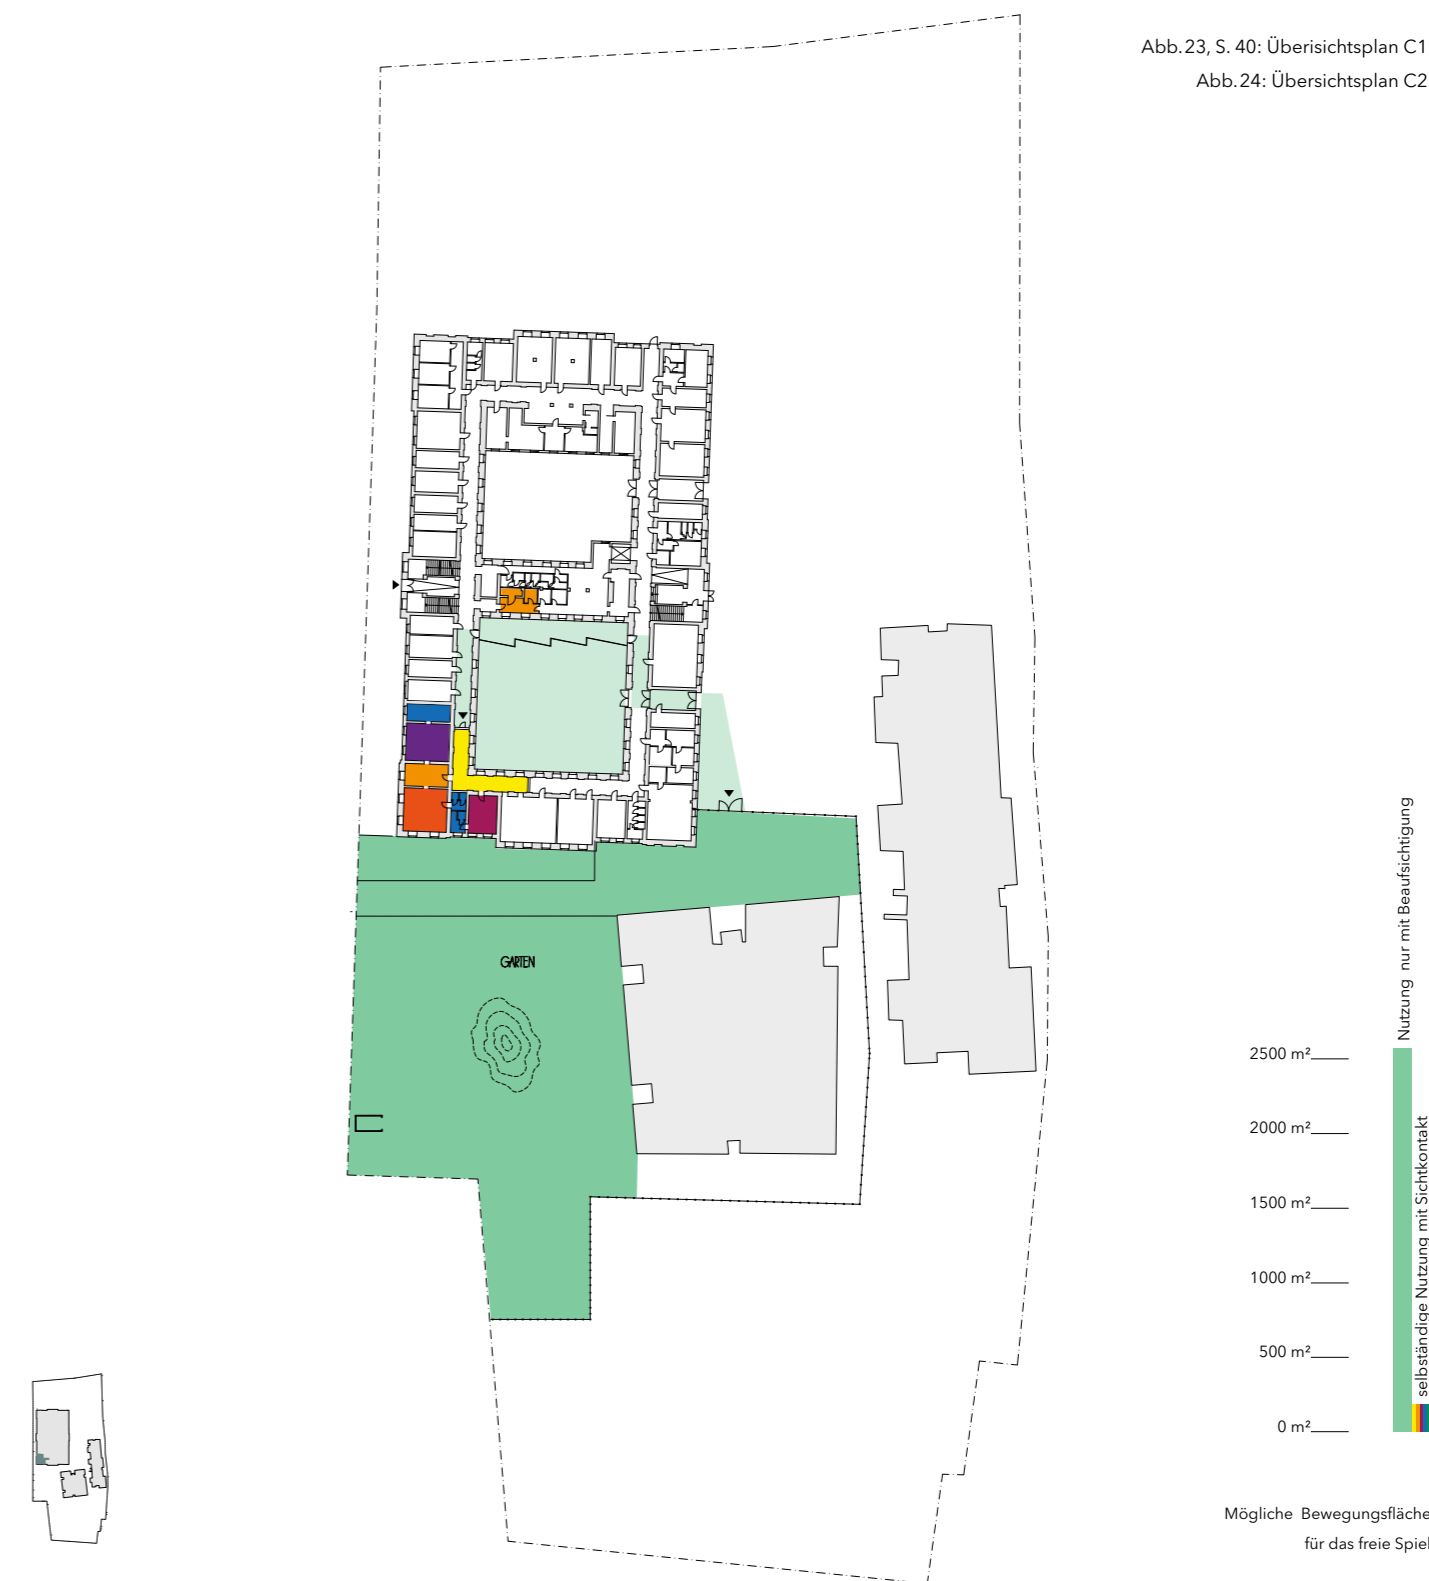 Abb.23, S. 40: Überisichtsplan C1
Abb.24: Übersichtsplan C2
GARTEN
Nutzung nur mit Beaufsichtigung
selbständige Nutzung mit Sichtkontakt
2500 m²
2000 m²
1500 m²
1000 m²
500 m²
0 m²
Mögliche Bewegungsfläche
für das freie Spiel